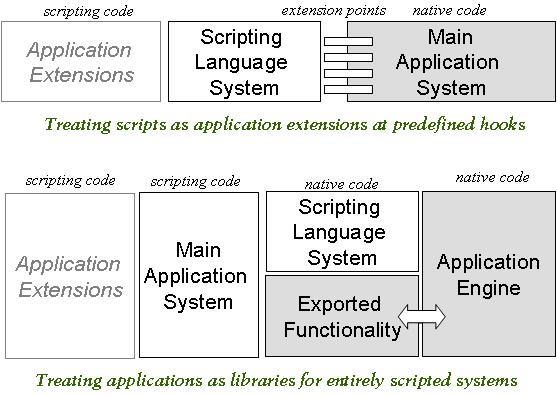 scripting code
extension points
native code
Application
Extensions
Scripting
Language
System
Main
Application
System
Treating scripts as application extensions at predefined hooks
scripting code
scripting code
native code
native code
Application
Extensions
Main
Application
System
Scripting
Language
System
Exported
Functionality
Application
Engine
Treating applications as libraries for entirely scripted systems